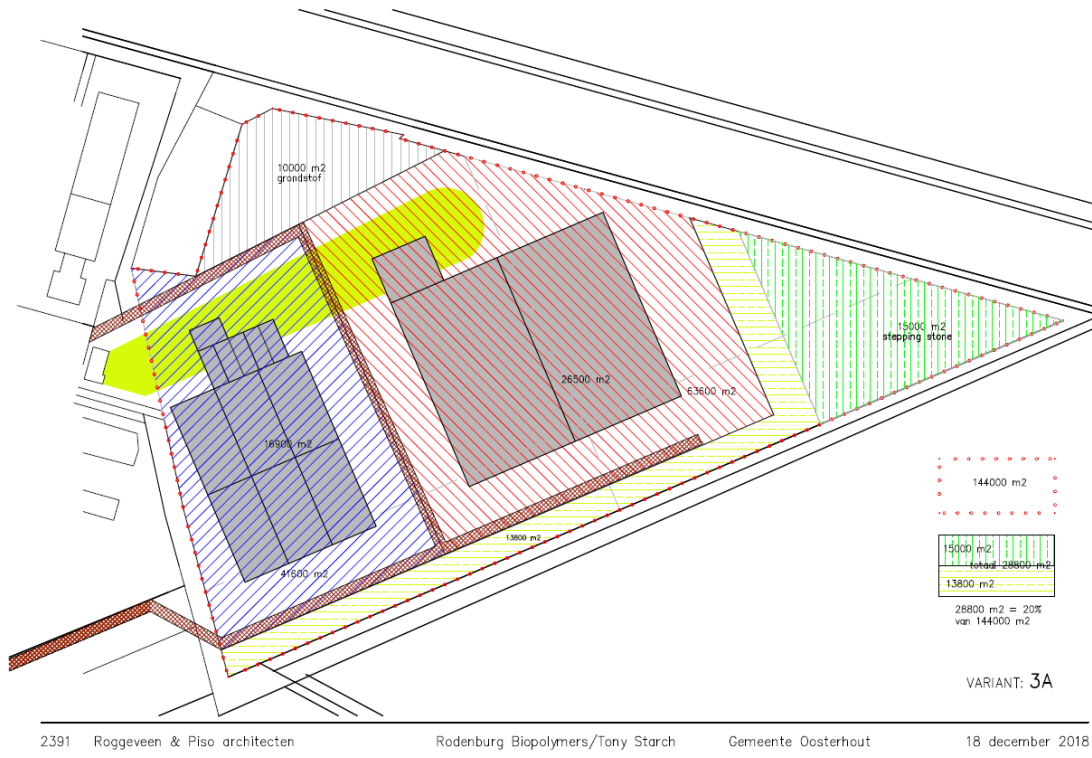 10000 m2
grondstof
15000 m2
stepping stone
26500 m2
63600 m2
16900 m2
13800 m2
41600 m2
144000 m2
15000 m2
totaal 28800 m2
13800 m2
28800 m2 = 20%
van 144000 m2
VARIANT: 3A
2391 Roggeveen & Piso architecten Rodenburg Biopolymers/Tony Starch Gemeente Oosterhout 18 december 2018